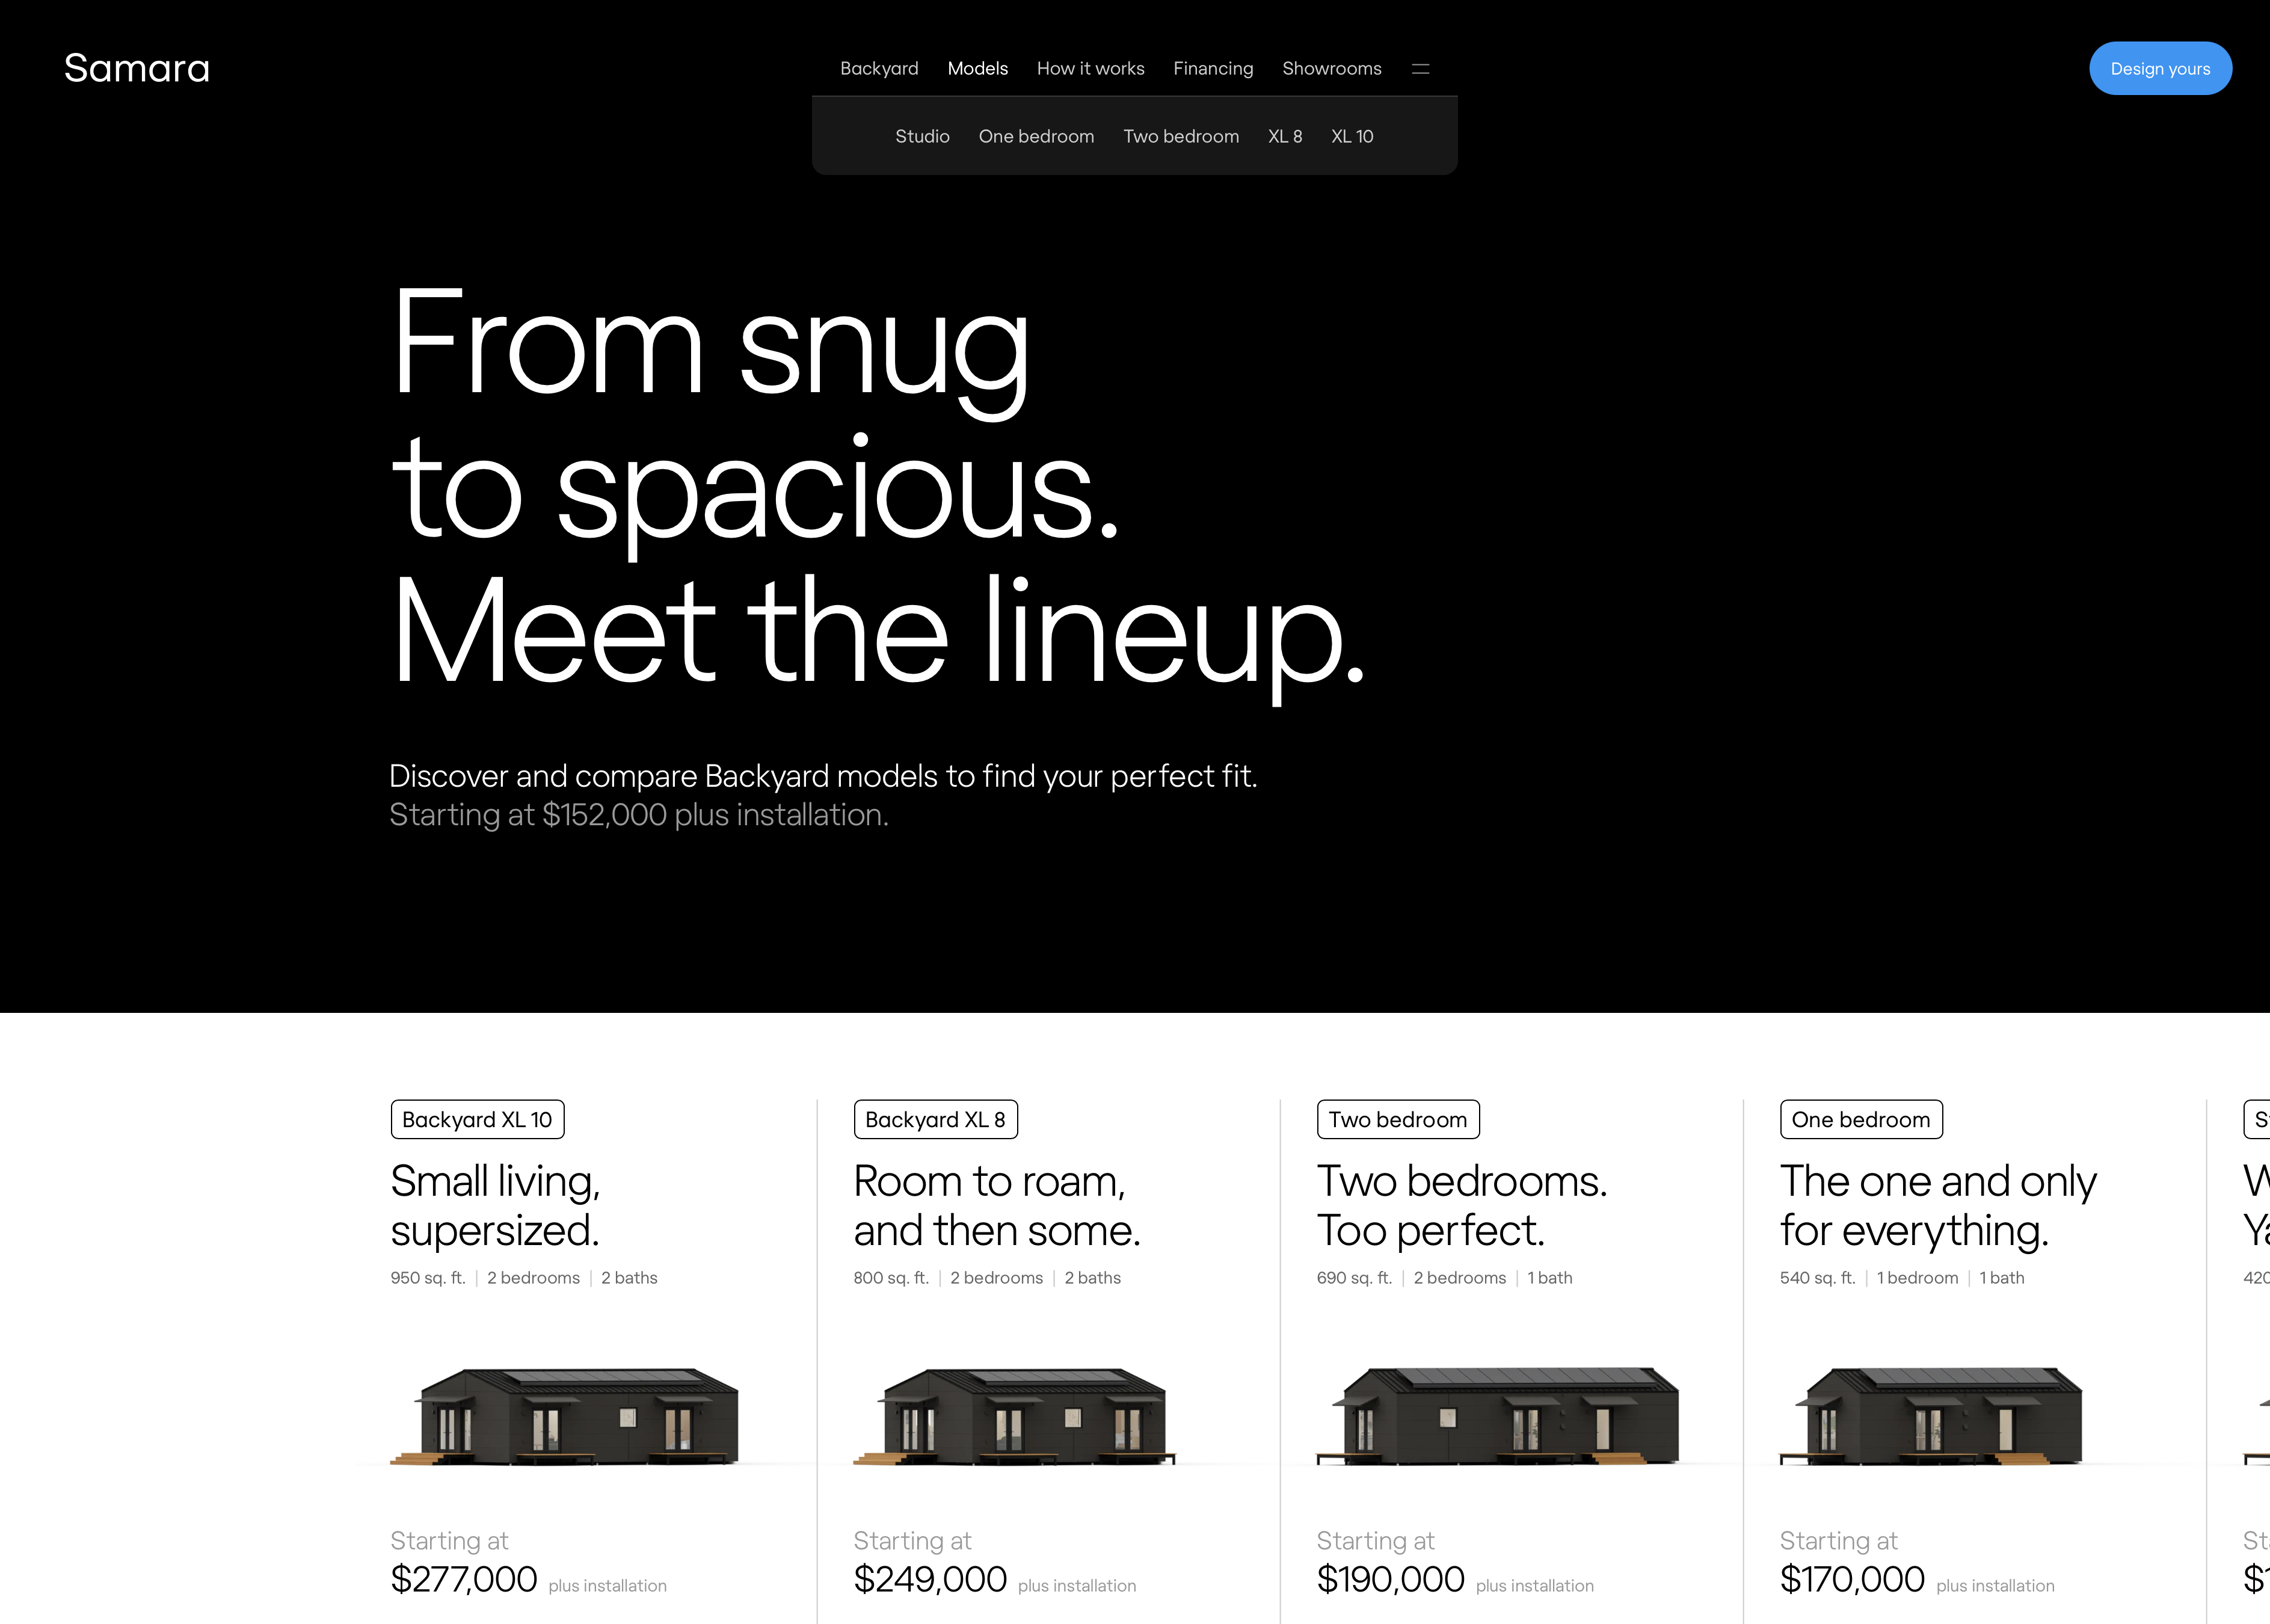 Samara
Backyard Models How it works Financing Showrooms
Design yours
Studio One bedroom Two bedroom XL 8 XL 10
From snug
to spacious.
Meet the lineup.
Discover and compare Backyard models to find your perfect fit.
Starting at $152,000 plus installation.
Backyard XL 10
Small living,
supersized.
950 sq. ft. | 2 bedrooms | 2 baths
Starting at
$277,000 plus installation
Backyard XL 8
Room to roam,
and then some.
800 sq. ft. | 2 bedrooms | 2 baths
Starting at
$249,000 plus installation
Two bedroom
Two bedrooms.
Too perfect.
690 sq. ft. | 2 bedrooms | 1 bath
Starting at
$190,000 plus installation
One bedroom
The one and only
for everything.
540 sq. ft. | 1 bedroom | 1 bath
Starting at
$170,000 plus installation
420